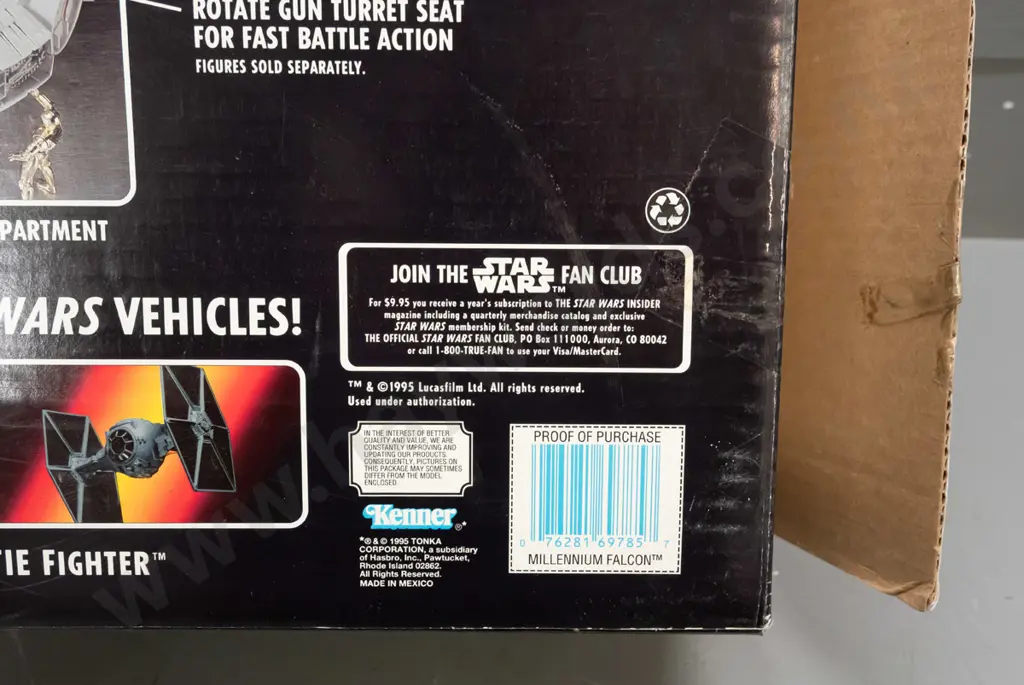 ROTATE GUN TURRET SEAT
FOR FAST BATTLE ACTION
FIGURES SOLD SEPARATELY.
PARTMENT
WARS VEHICLES!
JOIN THE STAR WARS™ FAN CLUB
For $9.95 you receive a year's subscription to THE STAR WARS INSIDER
magazine including a quarterly merchandise catalog and exclusive
STAR WARS membership kit. Send check or money order to:
THE OFFICIAL STAR WARS FAN CLUB, PO Box 111000, Aurora, CO 80042
or call 1-800-TRUE-FAN to use your Visa/MasterCard.
™ & ©1995 Lucasfilm Ltd. All rights reserved.
Used under authorization.
IN THE INTEREST OF BETTER
QUALITY AND VALUE, WE ARE
CONSTANTLY IMPROVING AND
UPDATING OUR PRODUCTS.
CONSEQUENTLY, PICTURES ON
THIS PACKAGE MAY SOMETIMES
DIFFER FROM THE MODEL
ENCLOSED.
Kenner®*
*® & © 1995 TONKA
CORPORATION, a subsidiary
of Hasbro, Inc., Pawtucket,
Rhode Island 02862.
All Rights Reserved.
MADE IN MEXICO
PROOF OF PURCHASE
0 76281 69785 7
MILLENNIUM FALCON™
TIE FIGHTER™